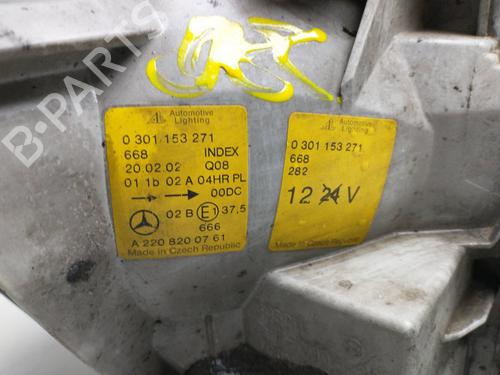 B-PARTS
Automotive
Lighting
0 301 153 271
668 INDEX
20.02.02 Q08
01 1b 02 A 04HR PL
00DC
02 B E1 37,5
666
A 220 820 07 61
Made in Czech Republic
Automotive
Lighting
0 301 153 271
668
282
12 24 V
Made in Czech Republic